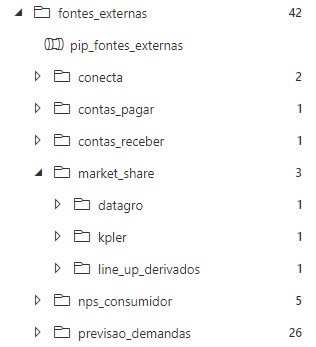 fontes_externas 42
pip_fontes_externas
conecta 2
contas_pagar 1
contas_receber 1
market_share 3
datagro 1
kpler 1
line_up_derivados 1
nps_consumidor 5
previsao_demandas 26